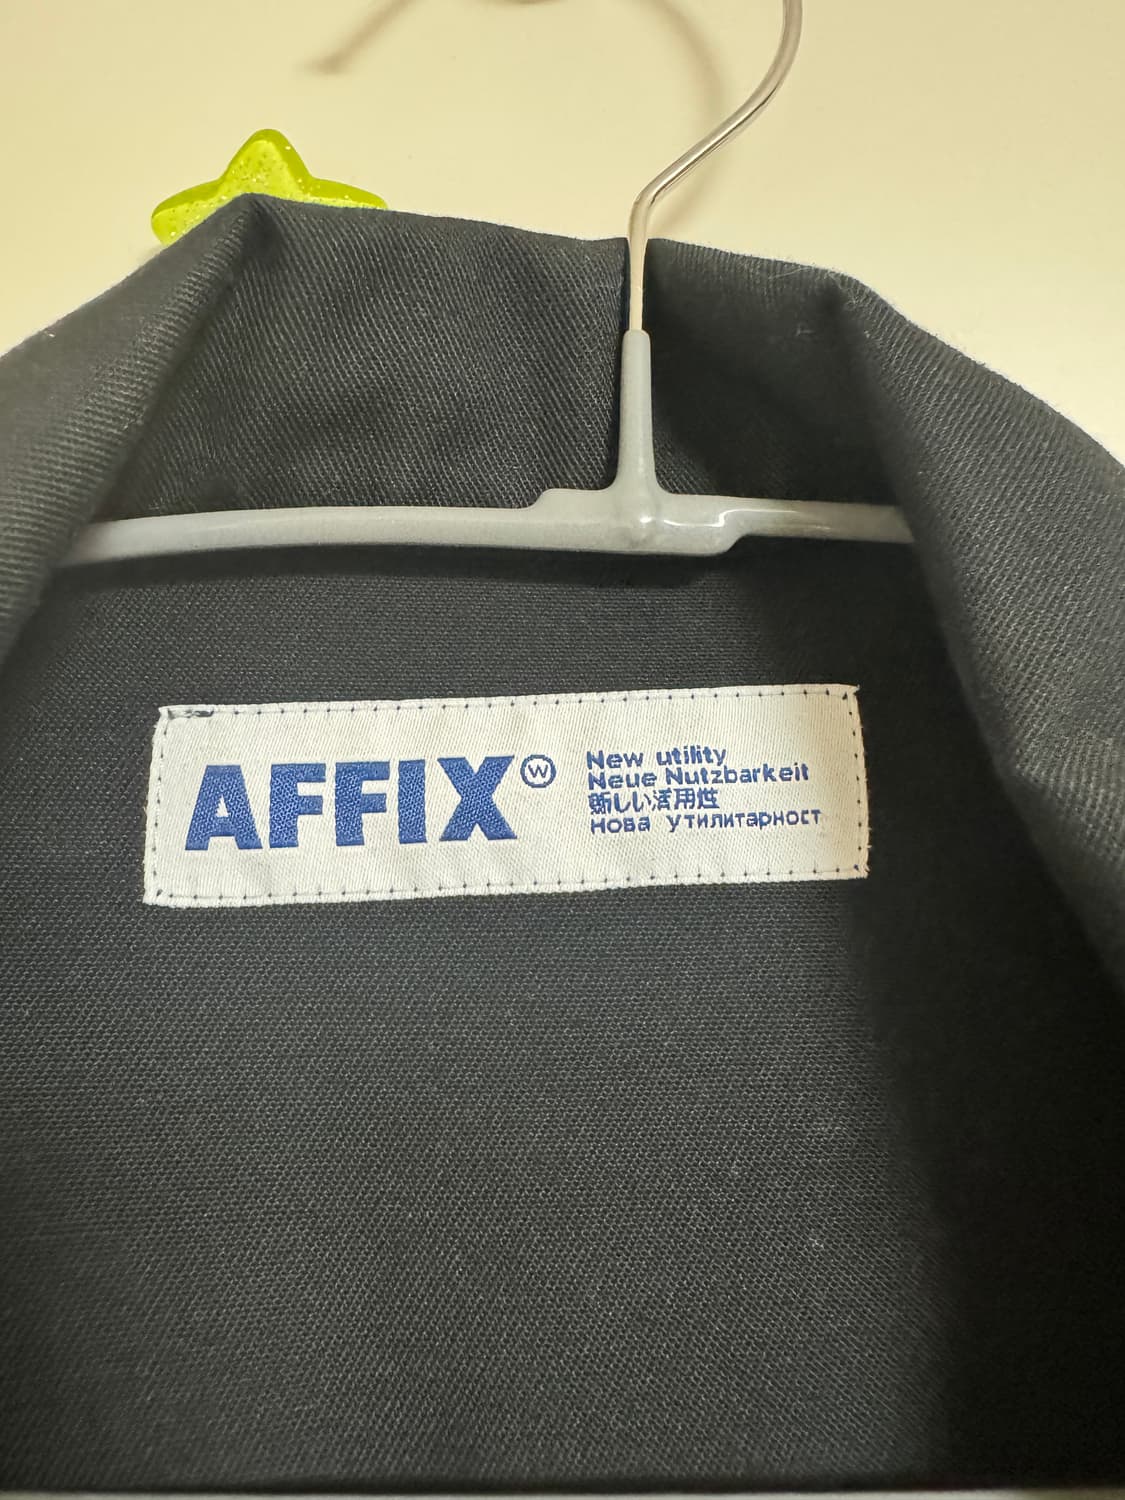 AFFIX Ⓦ
New utility
Neue Nutzbarkeit
新しい活用性
Нова утилитарност